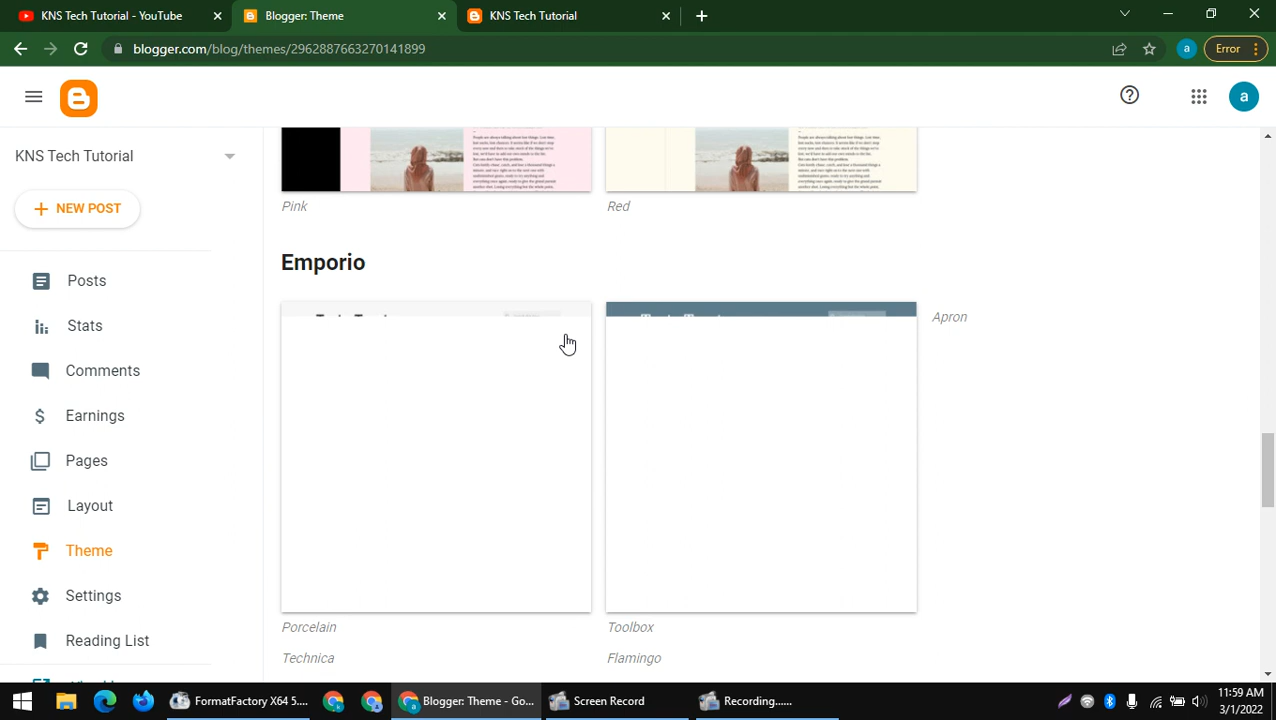 KNS Tech Tutorial - YouTube
Blogger: Theme
KNS Tech Tutorial
blogger.com/blog/themes/2962887663270141899
a
Error
a
KNS Tech Tutorial
NEW POST
Posts
Stats
Comments
Earnings
Pages
Layout
Theme
Settings
Reading List
Pink
Red
Emporio
Apron
Porcelain
Toolbox
Technica
Flamingo
FormatFactory X64 5....
Blogger: Theme - Go...
Screen Record
Recording......
11:59 AM
3/1/2022